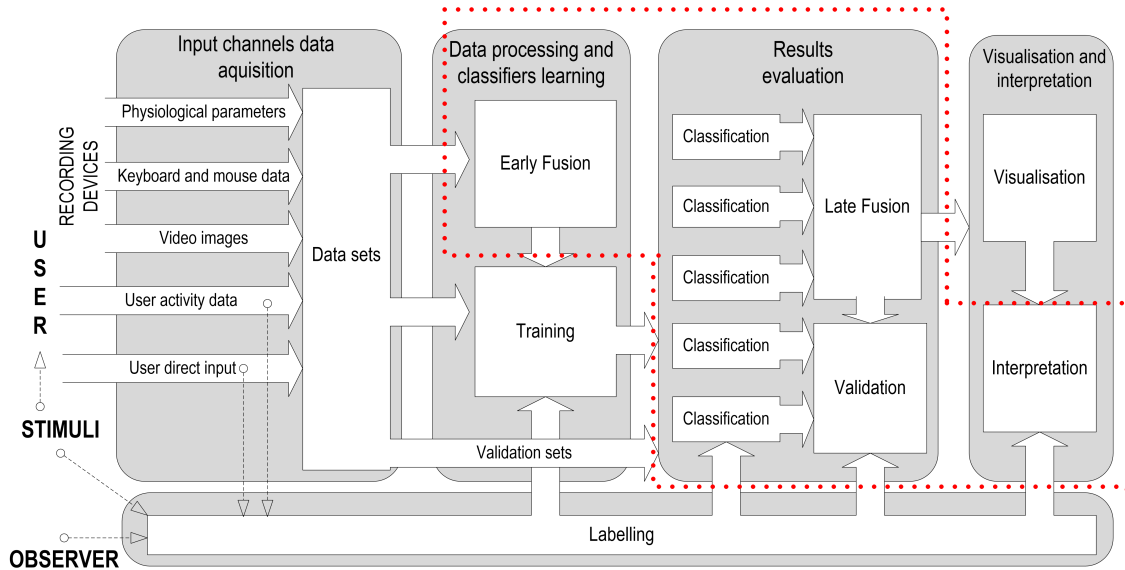 Input channels data
aquisition
Data processing and
classifiers learning
Results
evaluation
Visualisation and
interpretation
RECORDING
DEVICES
USER
Physiological parameters
Keyboard and mouse data
Video images
User activity data
User direct input
Data sets
Early Fusion
Training
Validation sets
Classification
Classification
Classification
Classification
Classification
Late Fusion
Validation
Visualisation
Interpretation
STIMULI
OBSERVER
Labelling